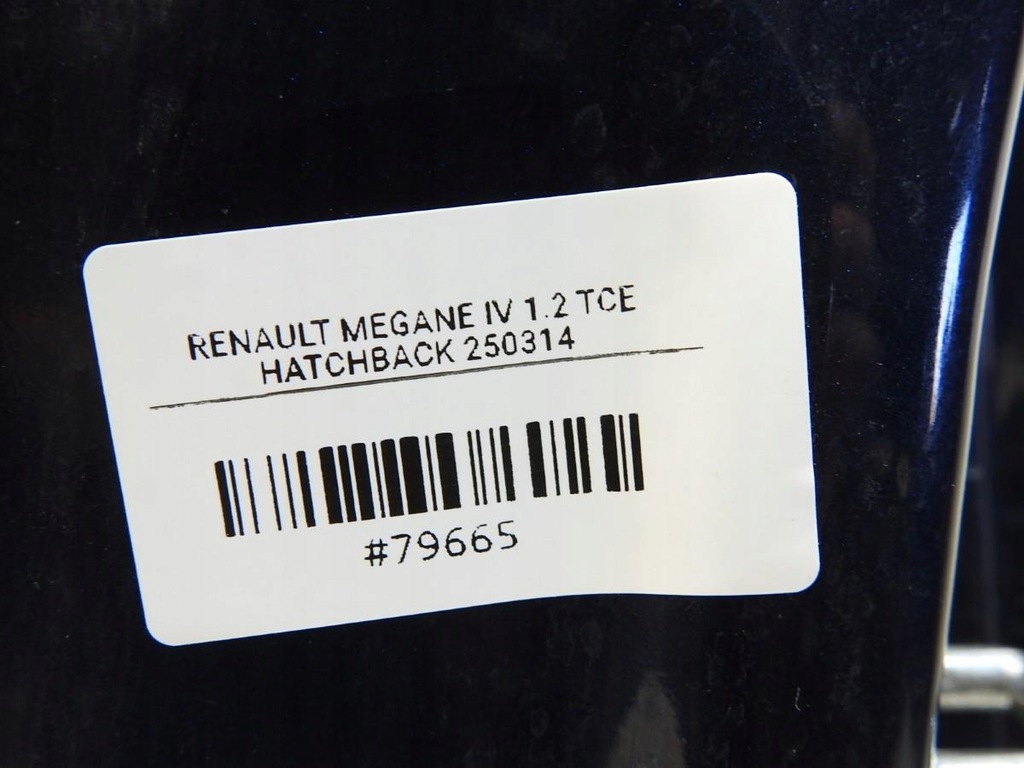 RENAULT MEGANE IV 1.2 TCE
HATCHBACK 250314
#79665